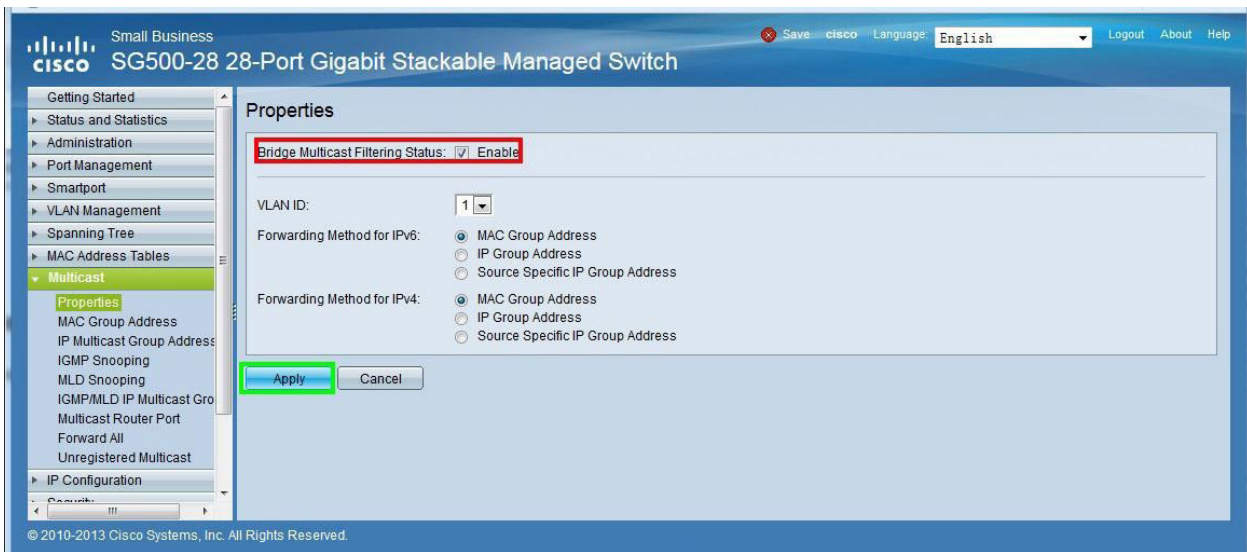 Small Business
cisco SG500-28 28-Port Gigabit Stackable Managed Switch
Save cisco Language: English Logout About Help
Getting Started
Status and Statistics
Administration
Port Management
Smartport
VLAN Management
Spanning Tree
MAC Address Tables
Multicast
Properties
MAC Group Address
IP Multicast Group Address
IGMP Snooping
MLD Snooping
IGMP/MLD IP Multicast Gro
Multicast Router Port
Forward All
Unregistered Multicast
IP Configuration
Security
Properties
Bridge Multicast Filtering Status: Enable
VLAN ID: 1
Forwarding Method for IPv6: MAC Group Address
IP Group Address
Source Specific IP Group Address
Forwarding Method for IPv4: MAC Group Address
IP Group Address
Source Specific IP Group Address
Apply Cancel
© 2010-2013 Cisco Systems, Inc. All Rights Reserved.